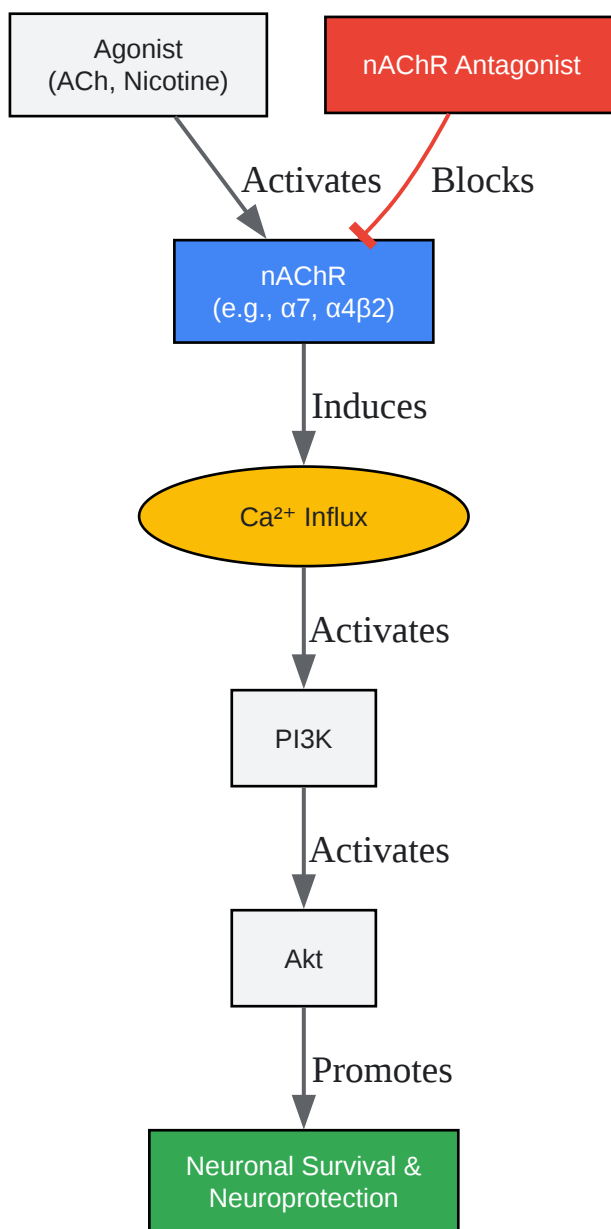 Agonist
(ACh, Nicotine)
nAChR Antagonist
Activates
Blocks
nAChR
(e.g., α7, α4β2)
Induces
Ca²⁺ Influx
Activates
PI3K
Activates
Akt
Promotes
Neuronal Survival &
Neuroprotection